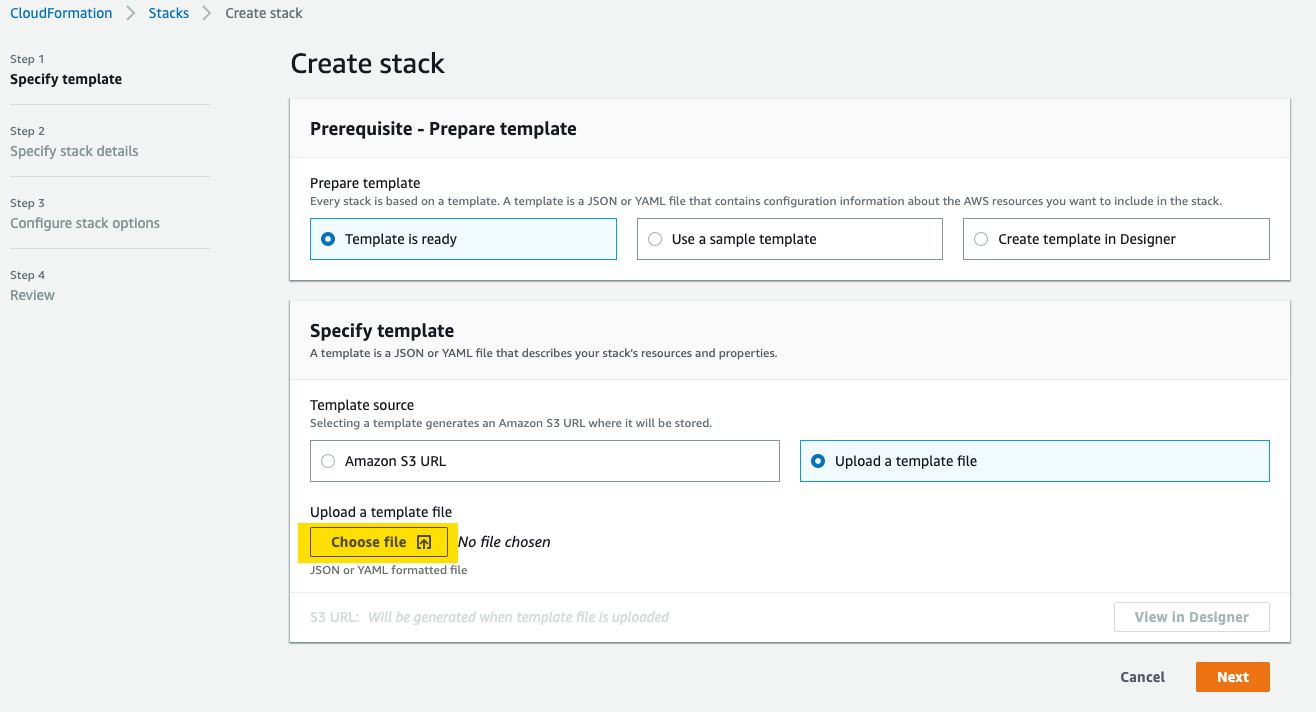 CloudFormation > Stacks > Create stack
Step 1
Specify template
Step 2
Specify stack details
Step 3
Configure stack options
Step 4
Review
Create stack
Prerequisite - Prepare template
Prepare template
Every stack is based on a template. A template is a JSON or YAML file that contains configuration information about the AWS resources you want to include in the stack.
Template is ready
Use a sample template
Create template in Designer
Specify template
A template is a JSON or YAML file that describes your stack's resources and properties.
Template source
Selecting a template generates an Amazon S3 URL where it will be stored.
Amazon S3 URL
Upload a template file
Upload a template file
Choose file No file chosen
JSON or YAML formatted file
S3 URL: Will be generated when template file is uploaded
View in Designer
Cancel
Next